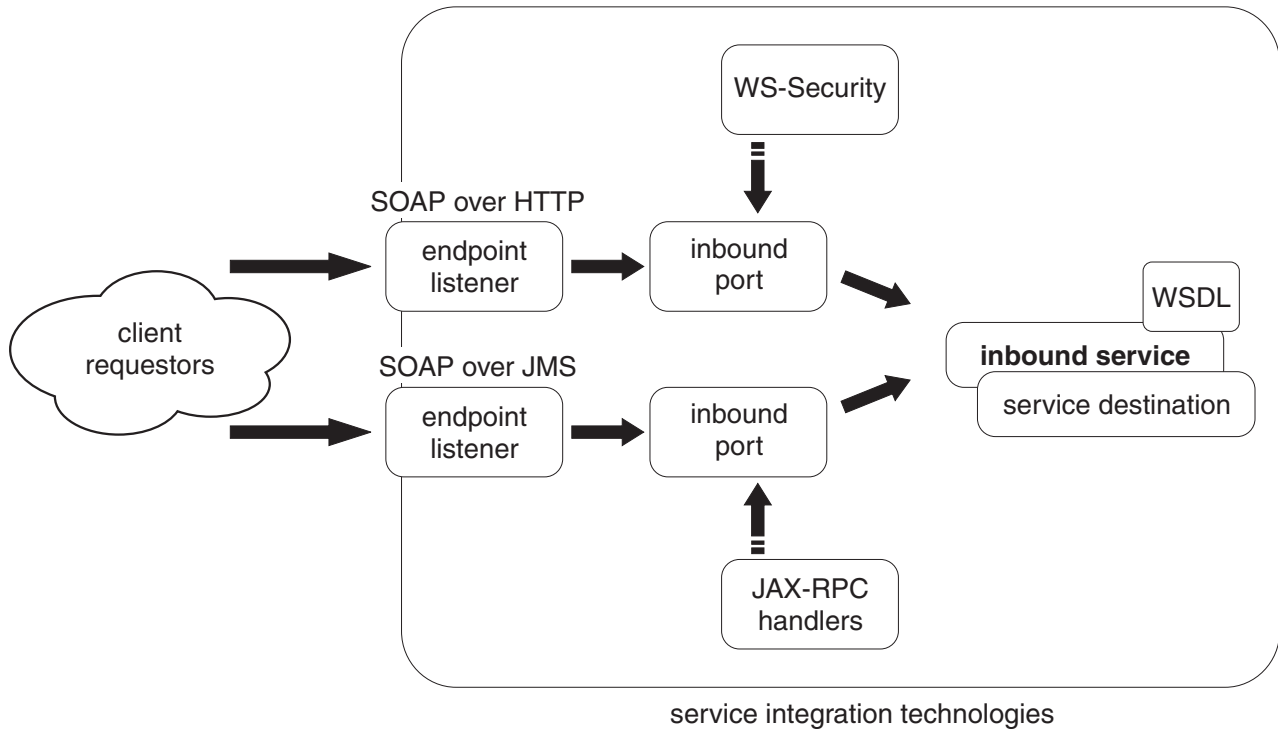 WS-Security
SOAP over HTTP
endpoint
listener
inbound
port
client
requestors
WSDL
inbound service
service destination
SOAP over JMS
endpoint
listener
inbound
port
JAX-RPC
handlers
service integration technologies